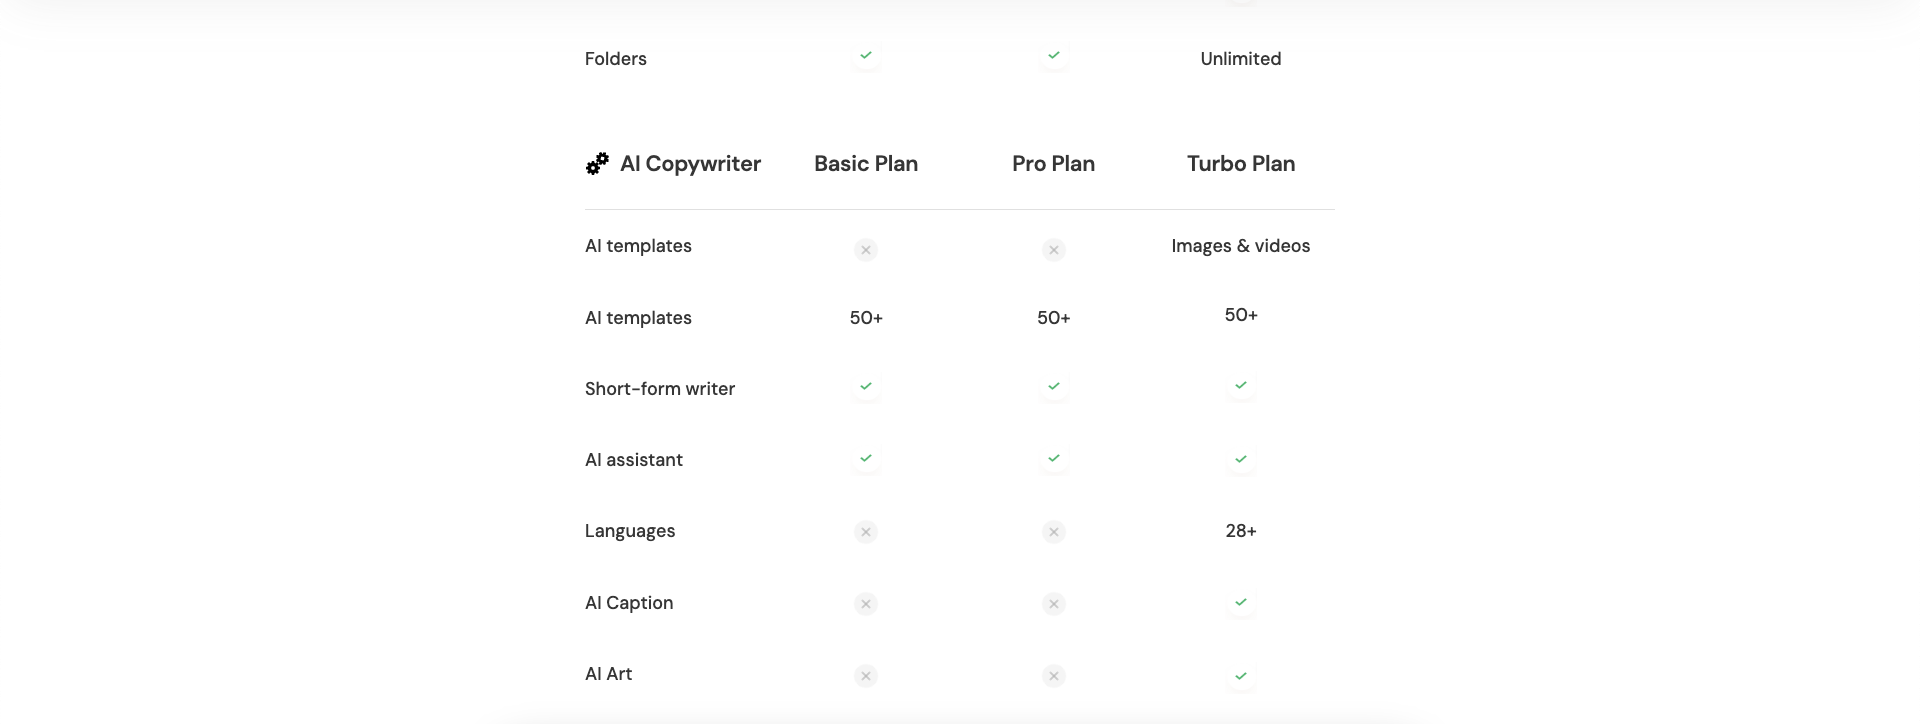 Folders Unlimited
AI Copywriter Basic Plan Pro Plan Turbo Plan
AI templates Images & videos
AI templates 50+ 50+ 50+
Short-form writer
AI assistant
Languages 28+
AI Caption
AI Art